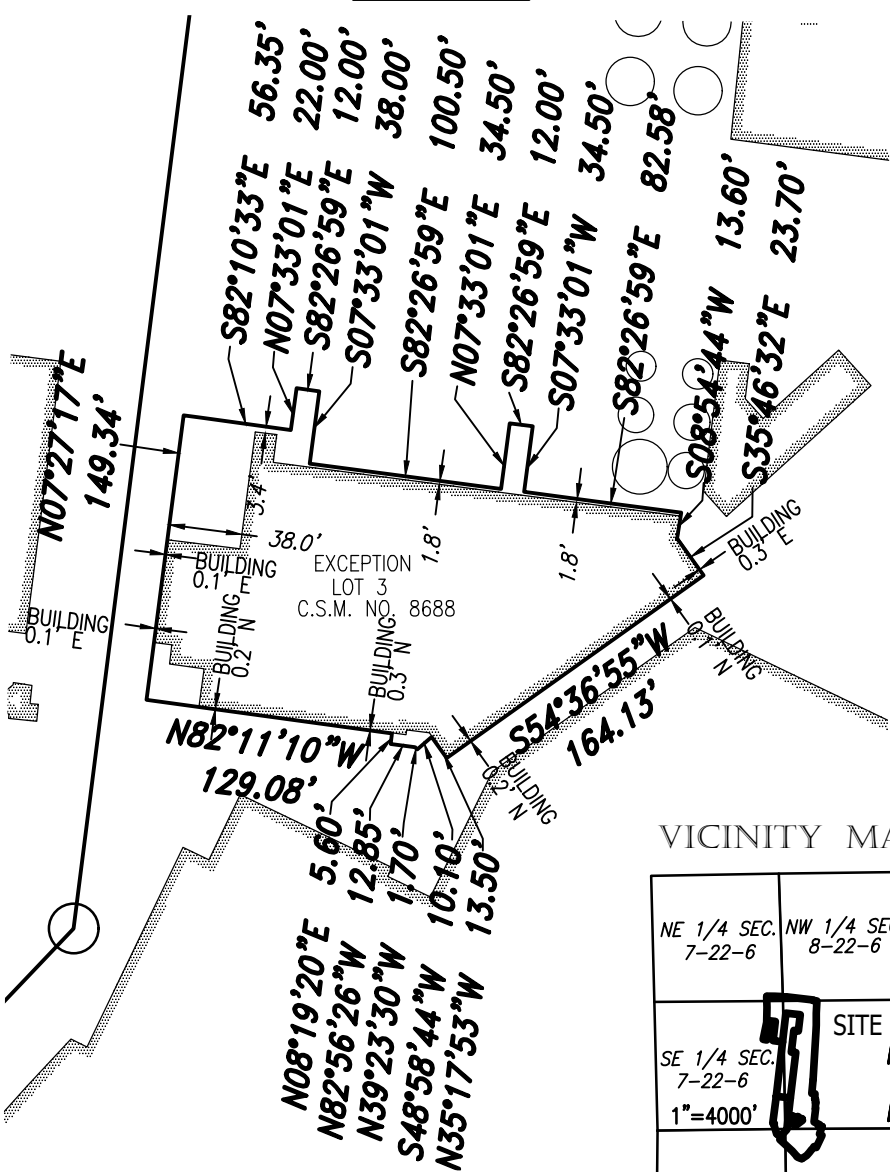 56.35'
22.00'
12.00'
38.00'
100.50'
34.50'
12.00'
34.50'
82.58'
13.60'
23.70'
S82°10'33"E
N07°33'01"E
S82°26'59"E
S07°33'01"W
S82°26'59"E
N07°33'01"E
S82°26'59"E
S07°33'01"W
S82°26'59"E
S08°54'44"W
S35°46'32"E
N07°27'17"E
149.34'
3.4'
38.0'
1.8'
1.8'
BUILDING
0.3' E
BUILDING
0.1' E
EXCEPTION
LOT 3
C.S.M. NO. 8688
BUILDING
0.1' E
BUILDING
0.2' N
BUILDING
0.3' N
BUILDING
0.1' N
S54°36'55"W
164.13'
N82°11'10"W
129.08'
BUILDING
0.2' N
5.60'
12.85'
1.70'
10.10'
13.50'
N08°19'20"E
N82°56'26"W
N39°23'30"W
S48°58'44"W
N35°17'53"W
VICINITY MA
NE 1/4 SEC.
7-22-6
NW 1/4 SEC
8-22-6
SITE
SE 1/4 SEC.
7-22-6
1"=4000'